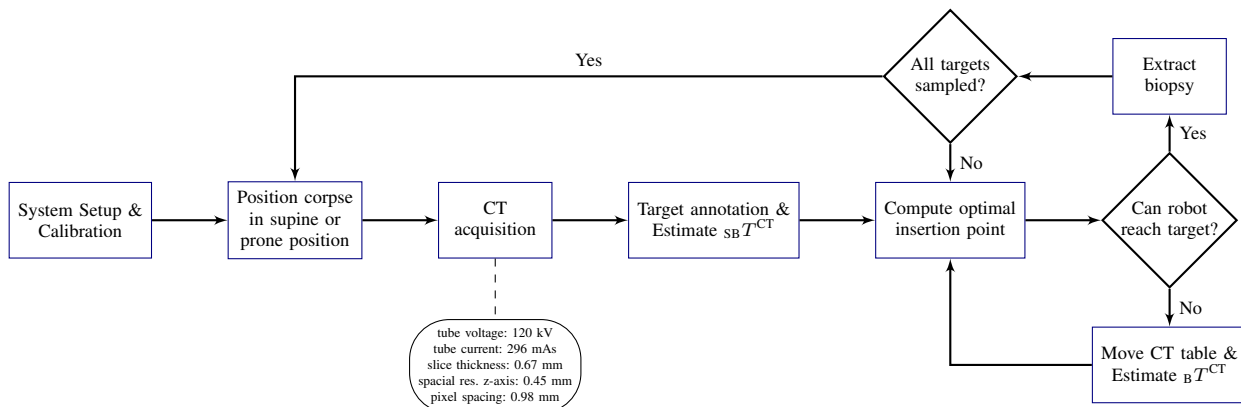 Yes
All targets
sampled?
Extract
biopsy
No
Yes
System Setup &
Calibration
Position corpse
in supine or
prone position
CT
acquisition
Target annotation &
Estimate SBT^CT
Compute optimal
insertion point
Can robot
reach target?
No
tube voltage: 120 kV
tube current: 296 mAs
slice thickness: 0.67 mm
spacial res. z-axis: 0.45 mm
pixel spacing: 0.98 mm
Move CT table &
Estimate BT^CT